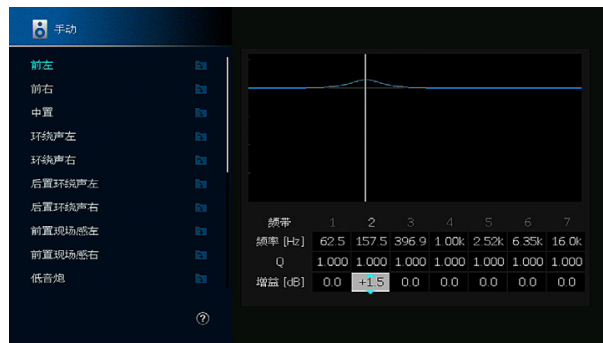 手动
前左
前右
中置
环绕声左
环绕声右
后置环绕声左
后置环绕声右
前置现场感左
前置现场感右
低音炮
?
频带 1 2 3 4 5 6 7
频率 [Hz] 62.5 157.5 396.9 1.00k 2.52k 6.35k 16.0k
Q 1.000 1.000 1.000 1.000 1.000 1.000 1.000
增益 [dB] 0.0 +1.5 0.0 0.0 0.0 0.0 0.0